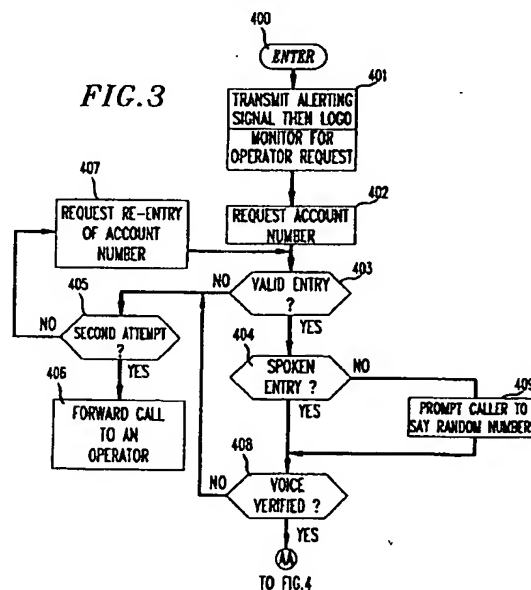 400
ENTER
FIG.3
401
TRANSMIT ALERTING
SIGNAL THEN LOGO
MONITOR FOR
OPERATOR REQUEST
407
REQUEST RE-ENTRY
OF ACCOUNT
NUMBER
402
REQUEST ACCOUNT
NUMBER
403
NO
VALID ENTRY
?
YES
405
NO
SECOND ATTEMPT
?
YES
404
SPOKEN
ENTRY ?
NO
YES
406
FORWARD CALL
TO AN
OPERATOR
409
PROMPT CALLER TO
SAY RANDOM NUMBERS
408
NO
VOICE
VERIFIED ?
YES
AA
TO FIG.4